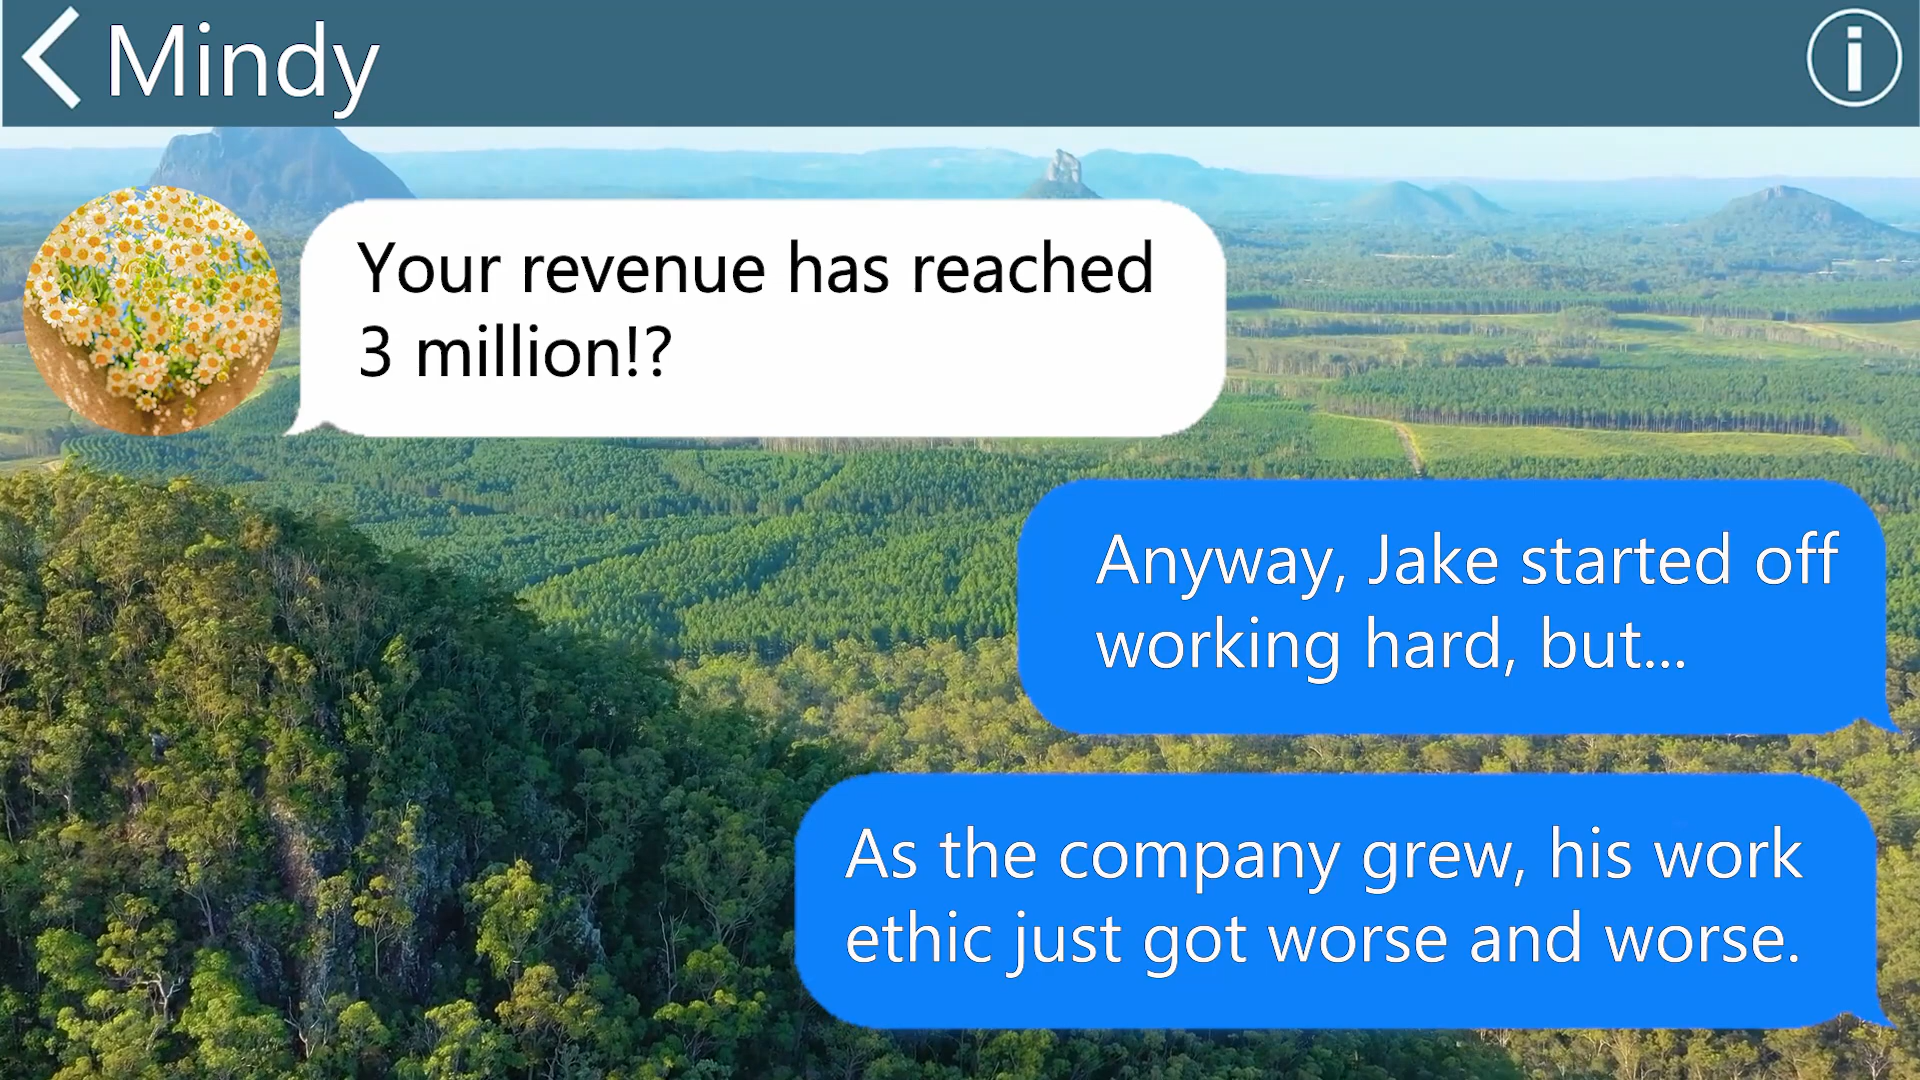 Mindy
Your revenue has reached
3 million!?
Anyway, Jake started off
working hard, but...
As the company grew, his work
ethic just got worse and worse.